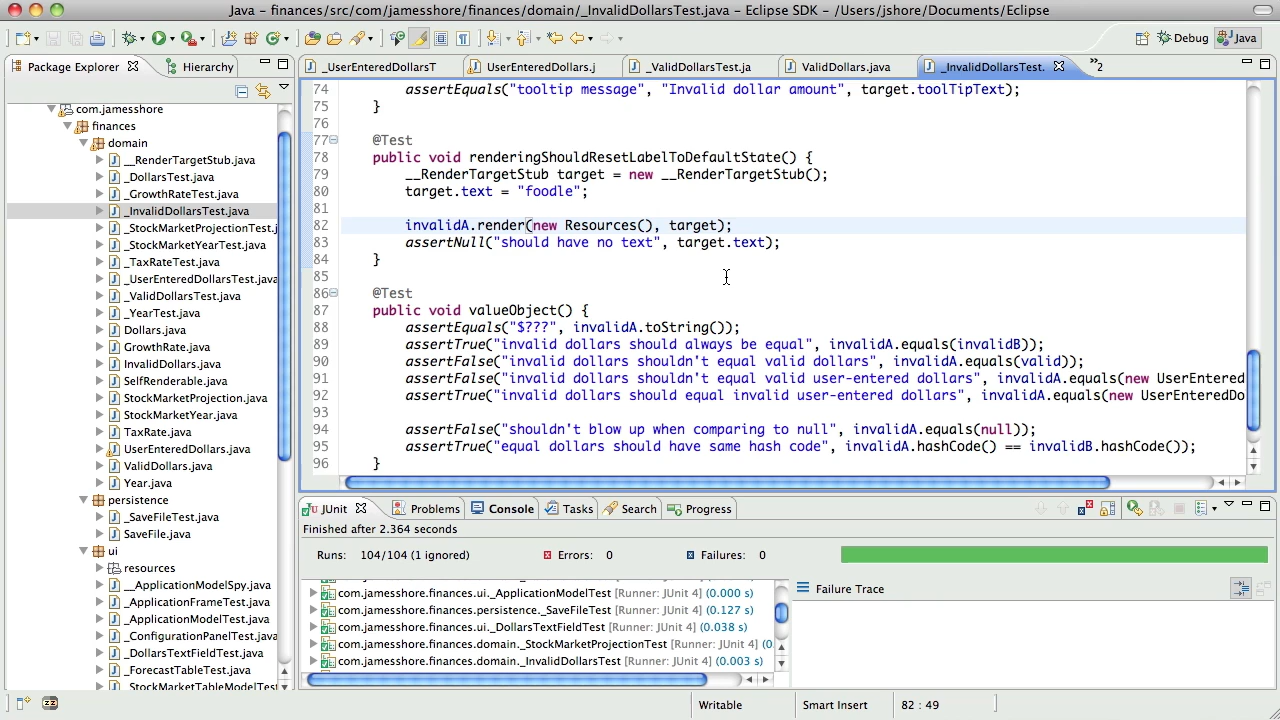 Java - finances/src/com/jamesshore/finances/domain/_InvalidDollarsTest.java - Eclipse SDK - /Users/jshore/Documents/Eclipse
Debug Java
Package Explorer Hierarchy
_UserEnteredDollarsT UserEnteredDollars.j _ValidDollarsTest.ja ValidDollars.java _InvalidDollarsTest. »2
com.jamesshore
finances
domain
__RenderTargetStub.java
_DollarsTest.java
_GrowthRateTest.java
_InvalidDollarsTest.java
_StockMarketProjectionTest.j
_StockMarketYearTest.java
_TaxRateTest.java
_UserEnteredDollarsTest.java
_ValidDollarsTest.java
_YearTest.java
Dollars.java
GrowthRate.java
InvalidDollars.java
SelfRenderable.java
StockMarketProjection.java
StockMarketYear.java
TaxRate.java
UserEnteredDollars.java
ValidDollars.java
Year.java
persistence
_SaveFileTest.java
SaveFile.java
ui
resources
__ApplicationModelSpy.java
_ApplicationFrameTest.java
_ApplicationModelTest.java
_ConfigurationPanelTest.java
_DollarsTextFieldTest.java
_ForecastTableTest.java
_StockMarketTableModelTest
74 assertEquals("tooltip message", "Invalid dollar amount", target.toolTipText);
75 }
76
77 @Test
78 public void renderingShouldResetLabelToDefaultState() {
79 __RenderTargetStub target = new __RenderTargetStub();
80 target.text = "foodle";
81
82 invalidA.render(new Resources(), target);
83 assertNull("should have no text", target.text);
84 }
85
86 @Test
87 public void valueObject() {
88 assertEquals("$???", invalidA.toString());
89 assertTrue("invalid dollars should always be equal", invalidA.equals(invalidB));
90 assertFalse("invalid dollars shouldn't equal valid dollars", invalidA.equals(valid));
91 assertFalse("invalid dollars shouldn't equal valid user-entered dollars", invalidA.equals(new UserEntered
92 assertTrue("invalid dollars should equal invalid user-entered dollars", invalidA.equals(new UserEnteredDo
93
94 assertFalse("shouldn't blow up when comparing to null", invalidA.equals(null));
95 assertTrue("equal dollars should have same hash code", invalidA.hashCode() == invalidB.hashCode());
96 }
JUnit Problems Console Tasks Search Progress
Finished after 2.364 seconds
Runs: 104/104 (1 ignored) Errors: 0 Failures: 0
com.jamesshore.finances.ui._ApplicationModelTest [Runner: JUnit 4] (0.000 s)
com.jamesshore.finances.persistence._SaveFileTest [Runner: JUnit 4] (0.127 s)
com.jamesshore.finances.ui._DollarsTextFieldTest [Runner: JUnit 4] (0.038 s)
com.jamesshore.finances.domain._StockMarketProjectionTest [Runner: JUnit 4] (0
com.jamesshore.finances.domain._InvalidDollarsTest [Runner: JUnit 4] (0.003 s)
Failure Trace
Writable Smart Insert 82 : 49